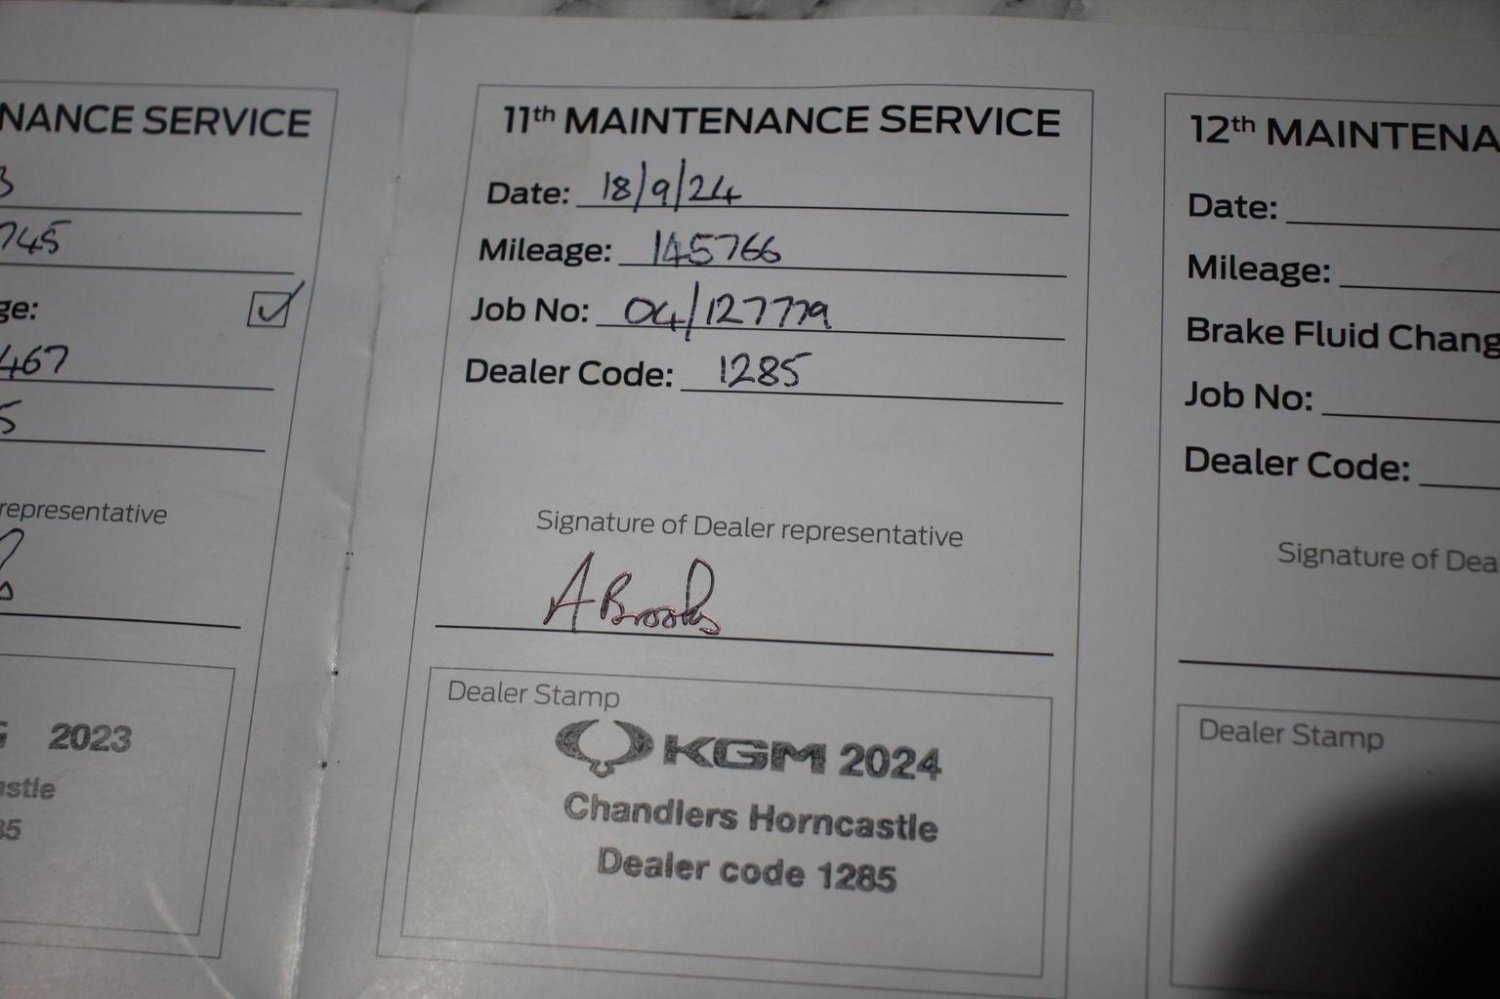 NANCE SERVICE
3
745
ge:
467
5
representative
2023
stle
85
11th MAINTENANCE SERVICE
Date: 18/9/24
Mileage: 145766
Job No: 04/127779
Dealer Code: 1285
Signature of Dealer representative
A Brooks
Dealer Stamp
KGM 2024
Chandlers Horncastle
Dealer code 1285
12th MAINTENA
Date:
Mileage:
Brake Fluid Chang
Job No:
Dealer Code:
Signature of Dea
Dealer Stamp